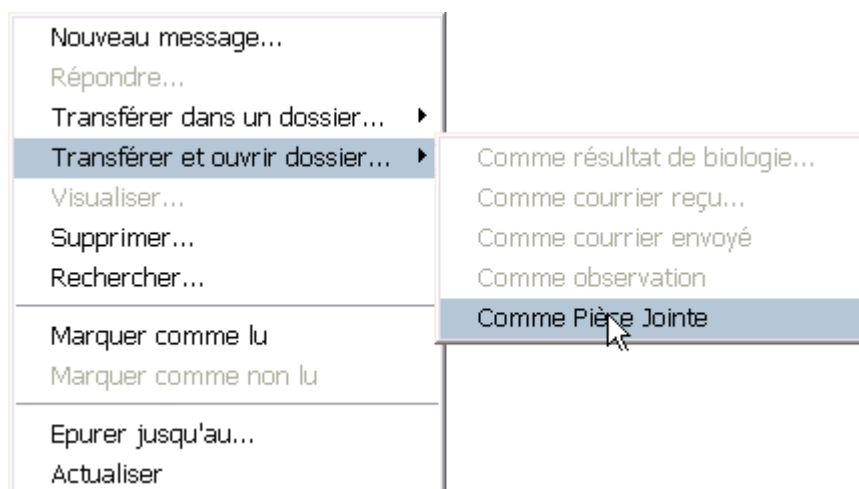 Nouveau message...
Répondre...
Transférer dans un dossier...
Transférer et ouvrir dossier...
Visualiser...
Supprimer...
Rechercher...
Marquer comme lu
Marquer comme non lu
Epurer jusqu'au...
Actualiser
Comme résultat de biologie...
Comme courrier reçu...
Comme courrier envoyé
Comme observation
Comme Pièce Jointe